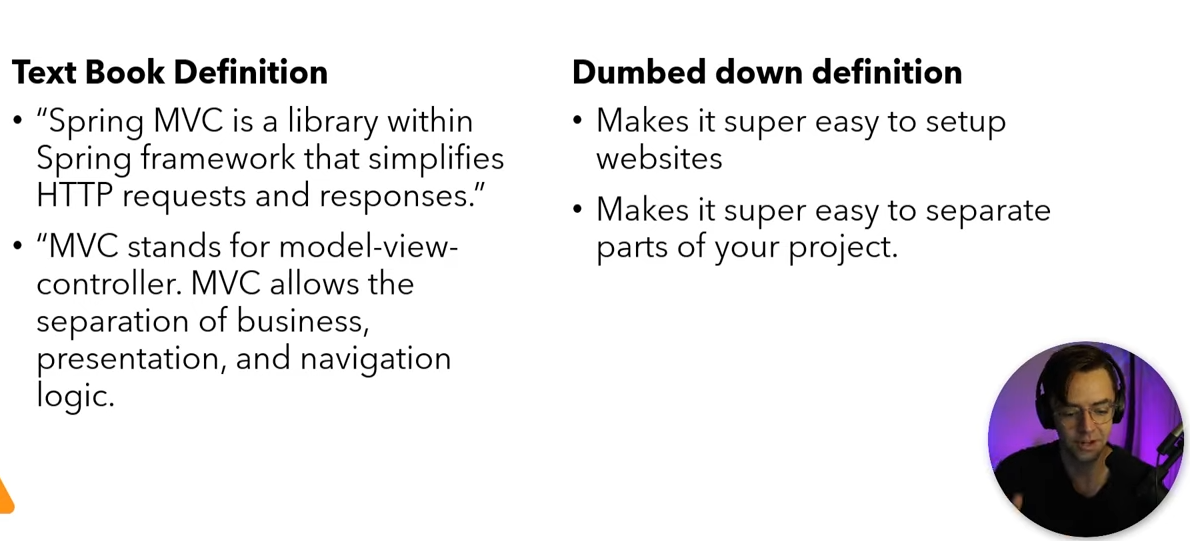 Text Book Definition
• “Spring MVC is a library within
Spring framework that simplifies
HTTP requests and responses.”
• “MVC stands for model-view-
controller. MVC allows the
separation of business,
presentation, and navigation
logic.
Dumbed down definition
• Makes it super easy to setup
websites
• Makes it super easy to separate
parts of your project.